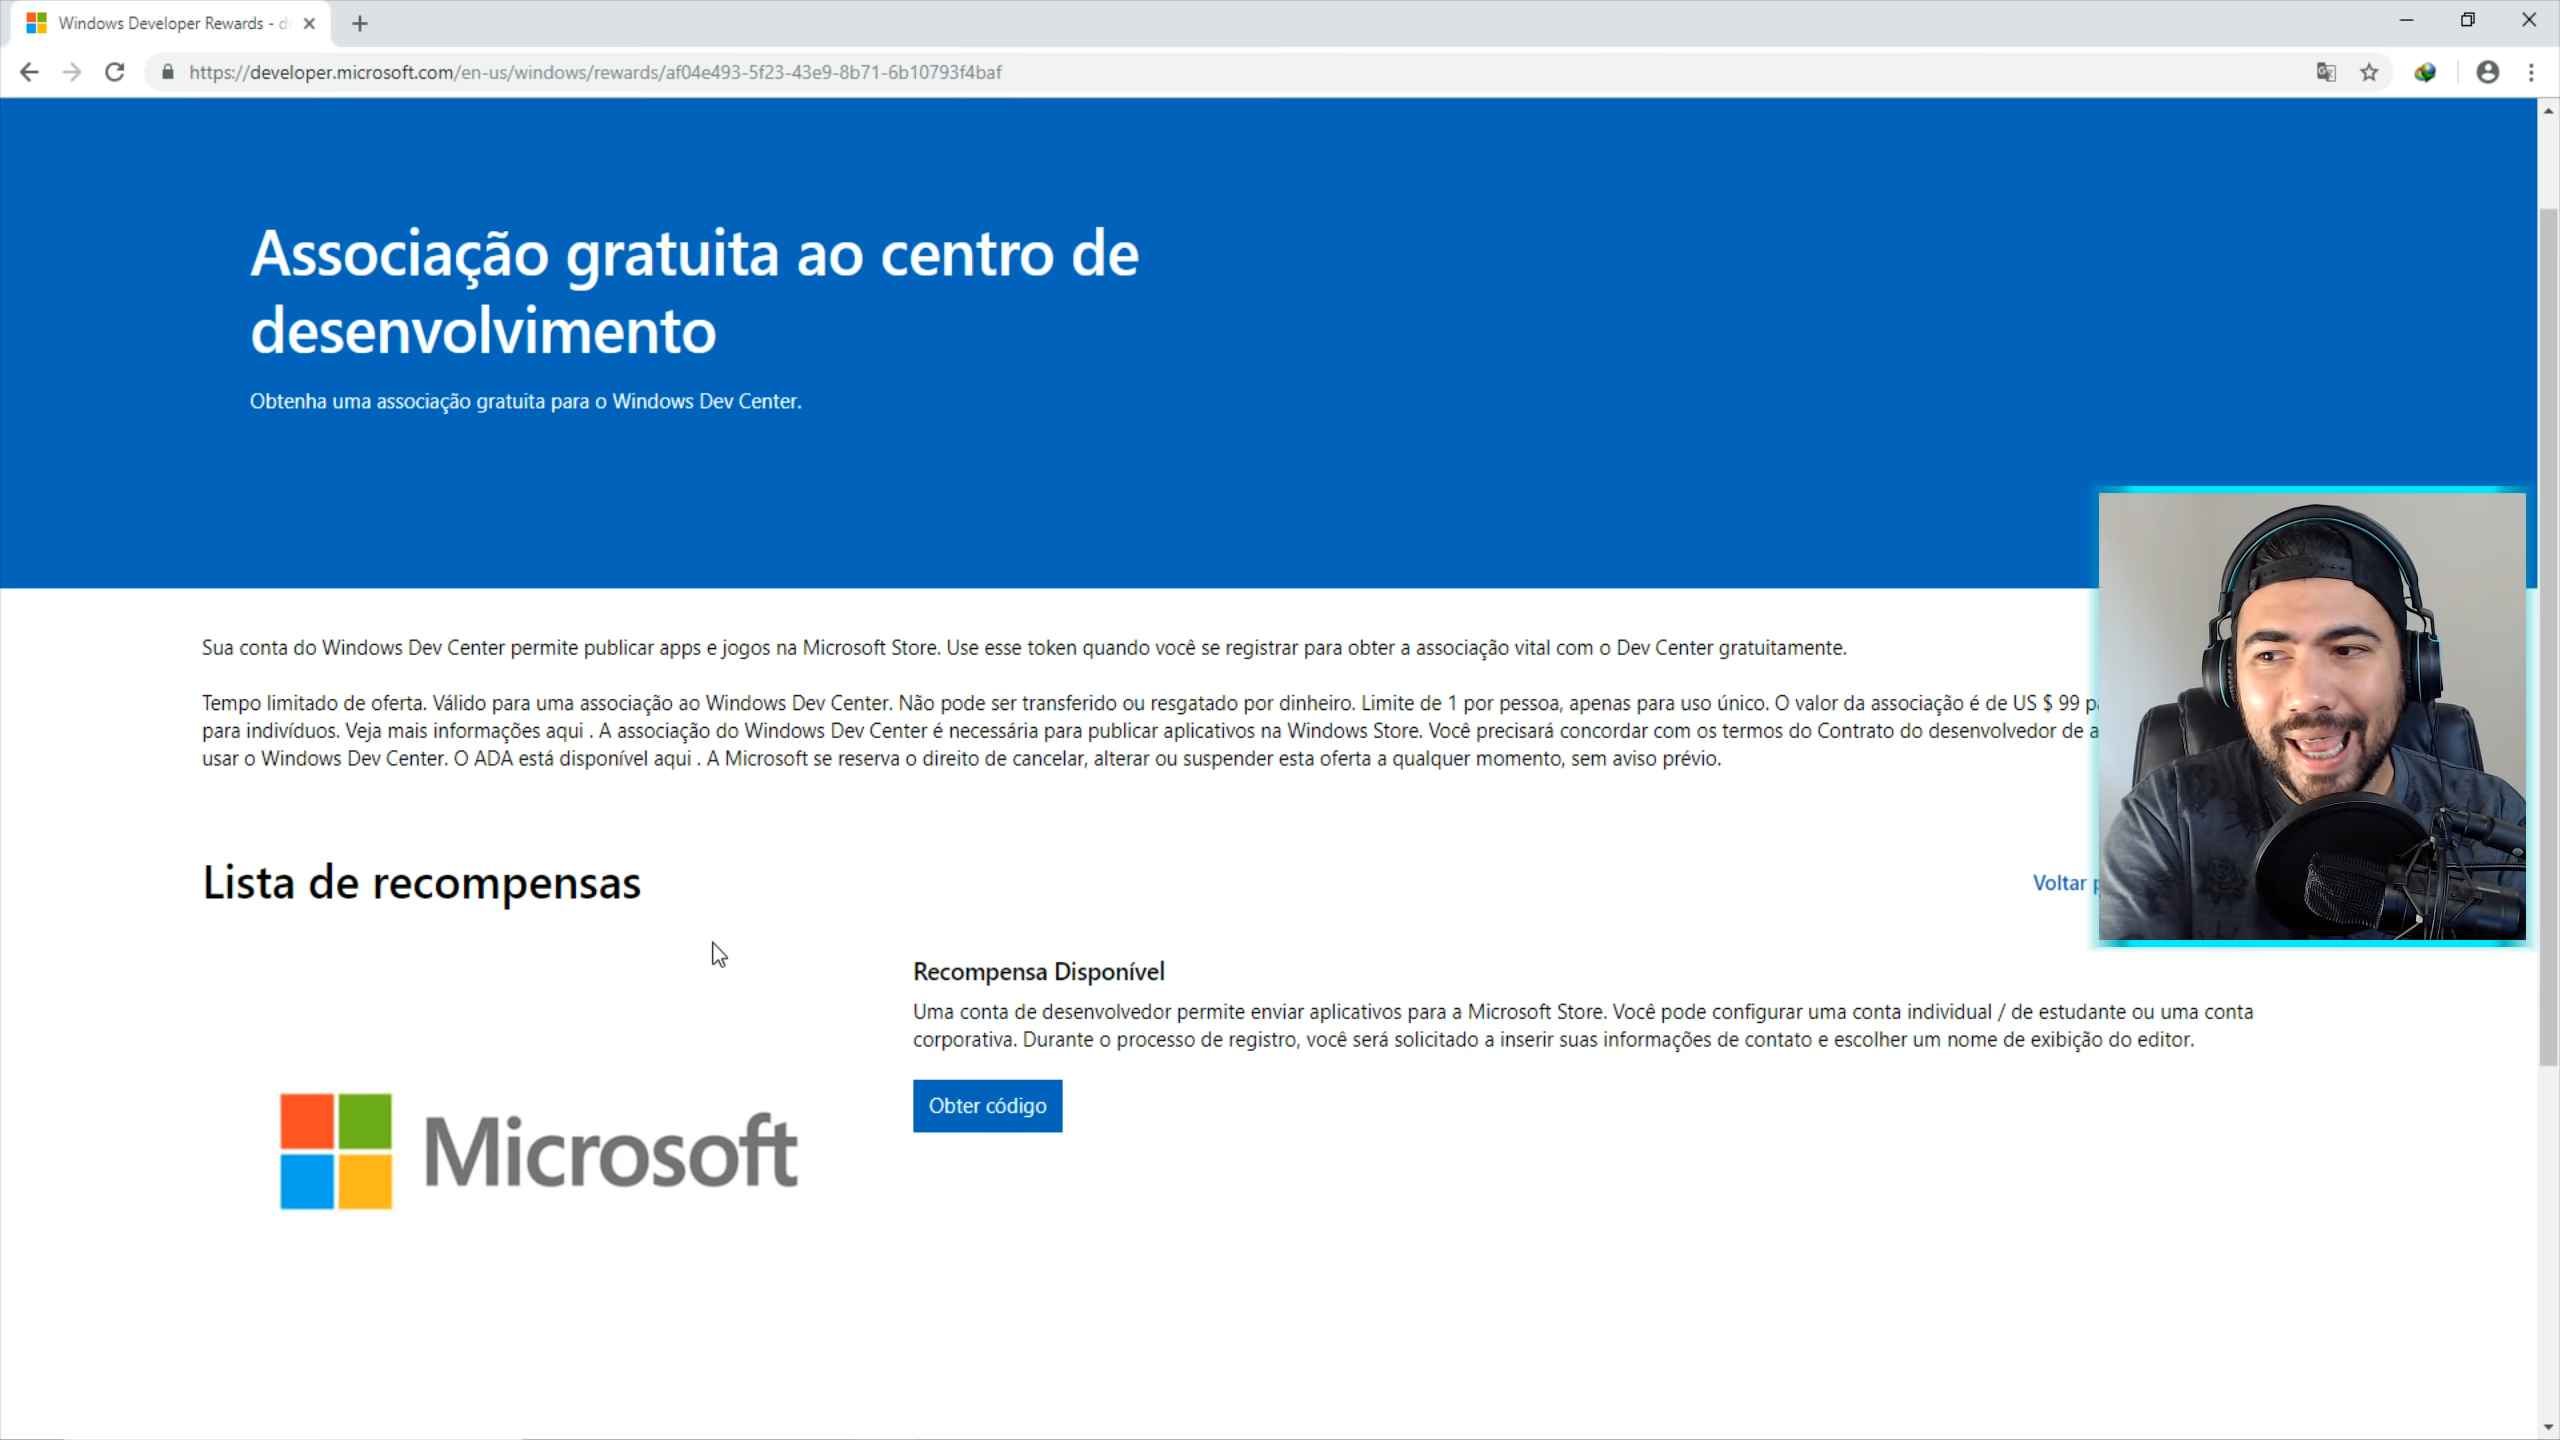 Windows Developer Rewards - d
https://developer.microsoft.com/en-us/windows/rewards/af04e493-5f23-43e9-8b71-6b10793f4baf
Associação gratuita ao centro de
desenvolvimento
Obtenha uma associação gratuita para o Windows Dev Center.
Sua conta do Windows Dev Center permite publicar apps e jogos na Microsoft Store. Use esse token quando você se registrar para obter a associação vital com o Dev Center gratuitamente.
Tempo limitado de oferta. Válido para uma associação ao Windows Dev Center. Não pode ser transferido ou resgatado por dinheiro. Limite de 1 por pessoa, apenas para uso único. O valor da associação é de US $ 99
para indivíduos. Veja mais informações aqui . A associação do Windows Dev Center é necessária para publicar aplicativos na Windows Store. Você precisará concordar com os termos do Contrato do desenvolvedor de
usar o Windows Dev Center. O ADA está disponível aqui . A Microsoft se reserva o direito de cancelar, alterar ou suspender esta oferta a qualquer momento, sem aviso prévio.
Lista de recompensas
Voltar
Recompensa Disponível
Uma conta de desenvolvedor permite enviar aplicativos para a Microsoft Store. Você pode configurar uma conta individual / de estudante ou uma conta
corporativa. Durante o processo de registro, você será solicitado a inserir suas informações de contato e escolher um nome de exibição do editor.
Obter código
Microsoft